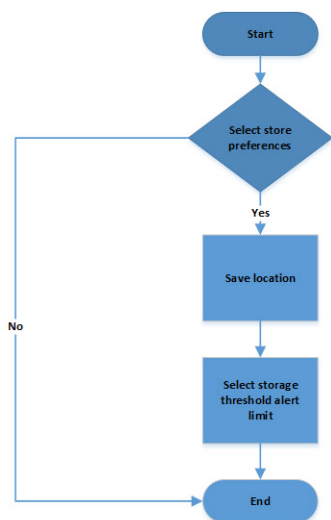 Start
Select store
preferences
Yes
Save location
No
Select storage
threshold alert
limit
End